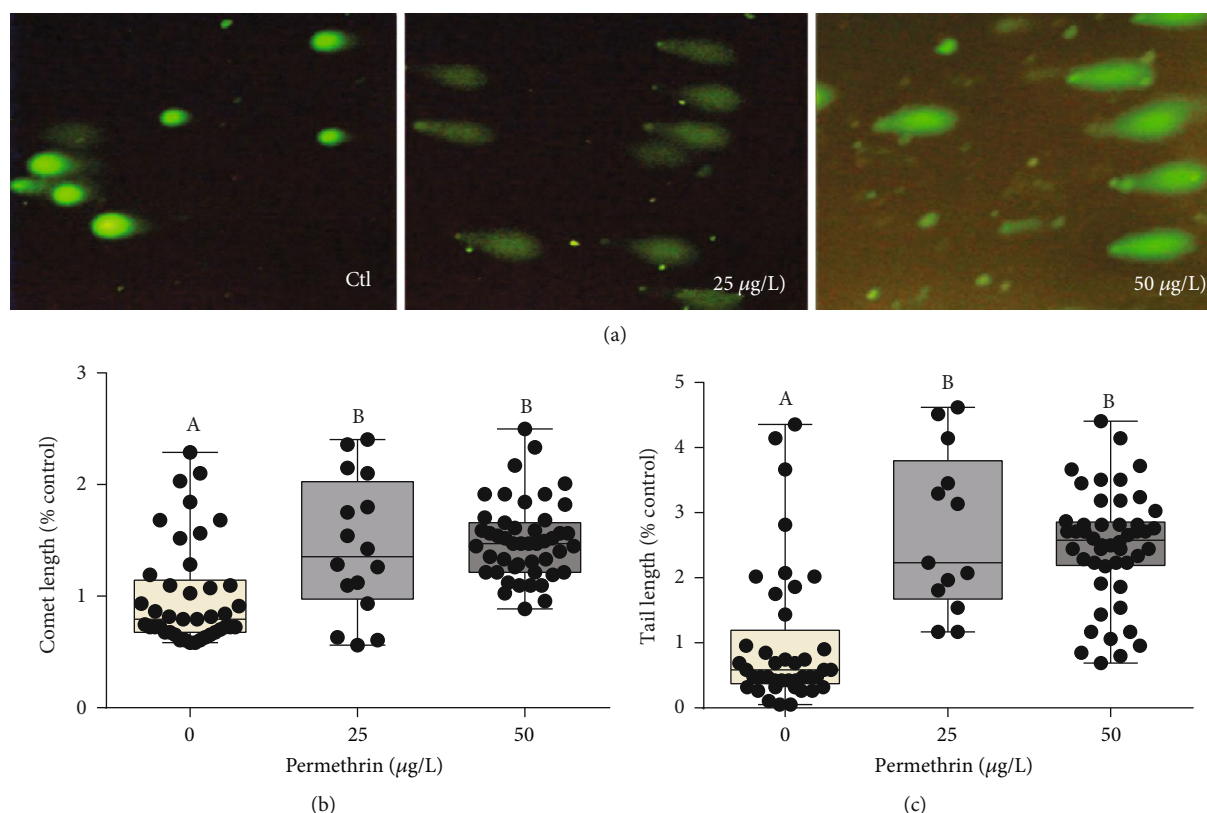 Ctl
25 μg/L)
50 μg/L)
(a)
3
2
1
0
Comet length (% control)
A
B
B
0
25
50
Permethrin (μg/L)
(b)
5
4
3
2
1
0
Tail length (% control)
A
B
B
0
25
50
Permethrin (μg/L)
(c)